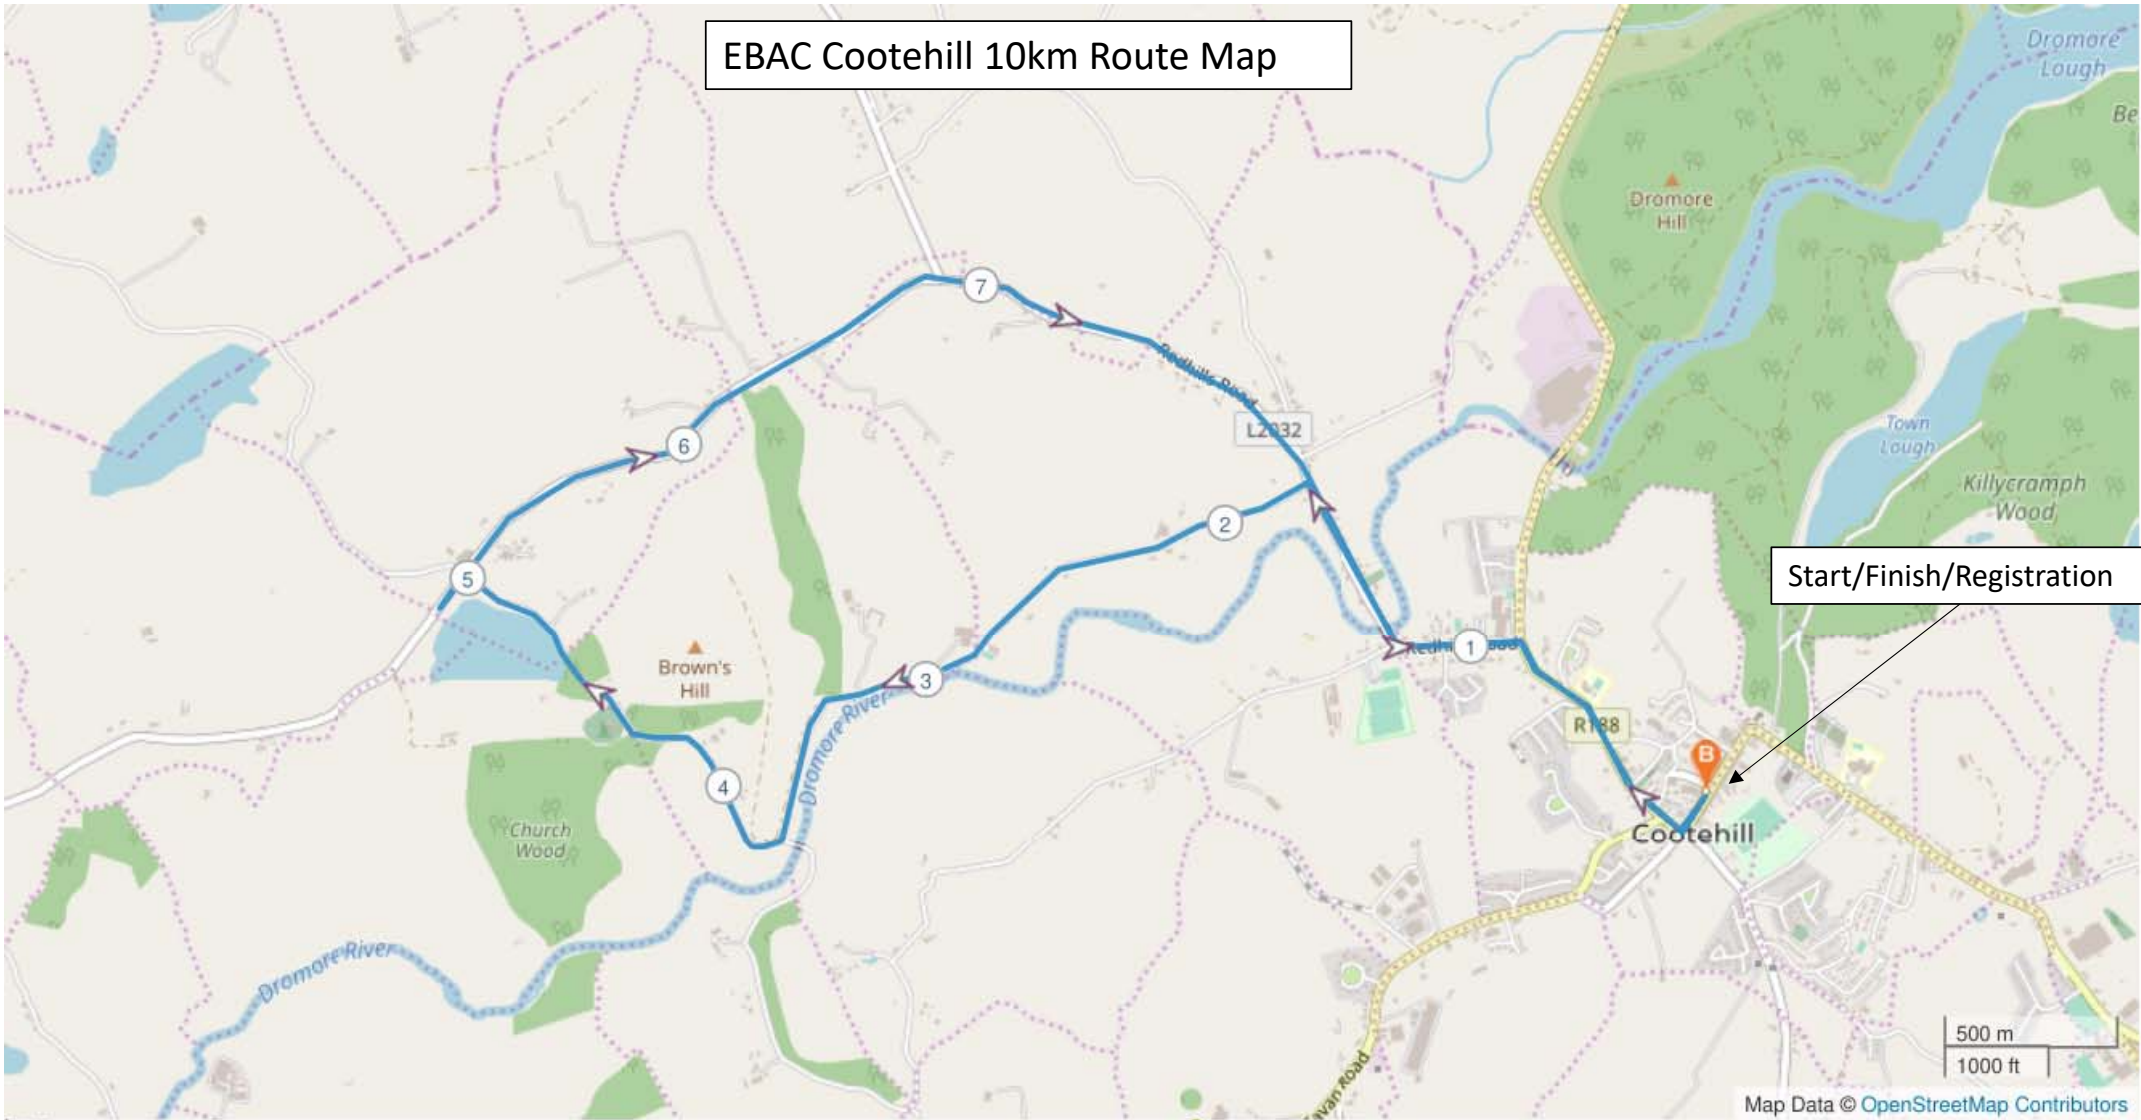 EBAC Cootehill 10km Route Map
Dromore
Lough
Be
Dromore
Hill
7
Redhills Road
L2032
6
Town
Lough
Killycramph
Wood
2
5
Start/Finish/Registration
1
Brown's
Hill
3
Dromore River
R188
B
4
Church
Wood
Cootehill
Dromore River
500 m
1000 ft
Map Data © OpenStreetMap Contributors